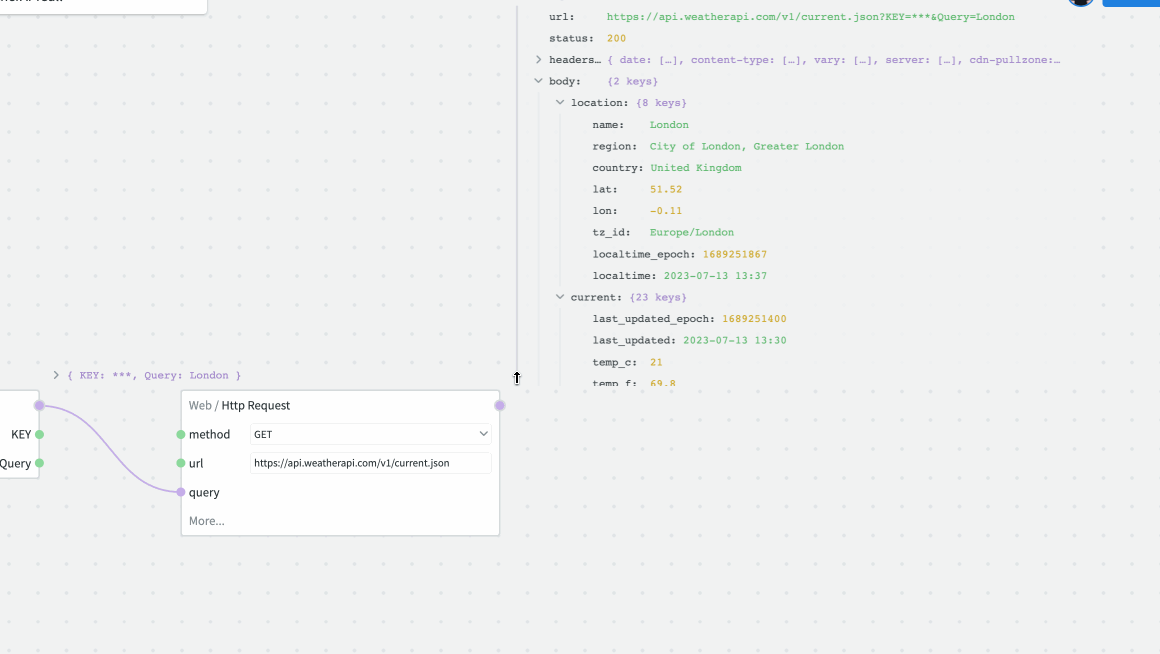 url: https://api.weatherapi.com/v1/current.json?KEY=***&Query=London
status: 200
headers… { date: […], content-type: […], vary: […], server: […], cdn-pullzone:…
body: {2 keys}
location: {8 keys}
name: London
region: City of London, Greater London
country: United Kingdom
lat: 51.52
lon: -0.11
tz_id: Europe/London
localtime_epoch: 1689251867
localtime: 2023-07-13 13:37
current: {23 keys}
last_updated_epoch: 1689251400
last_updated: 2023-07-13 13:30
temp_c: 21
temp_f: 69.8
{ KEY: ***, Query: London }
KEY
Query
Web / Http Request
method GET
url https://api.weatherapi.com/v1/current.json
query
More...